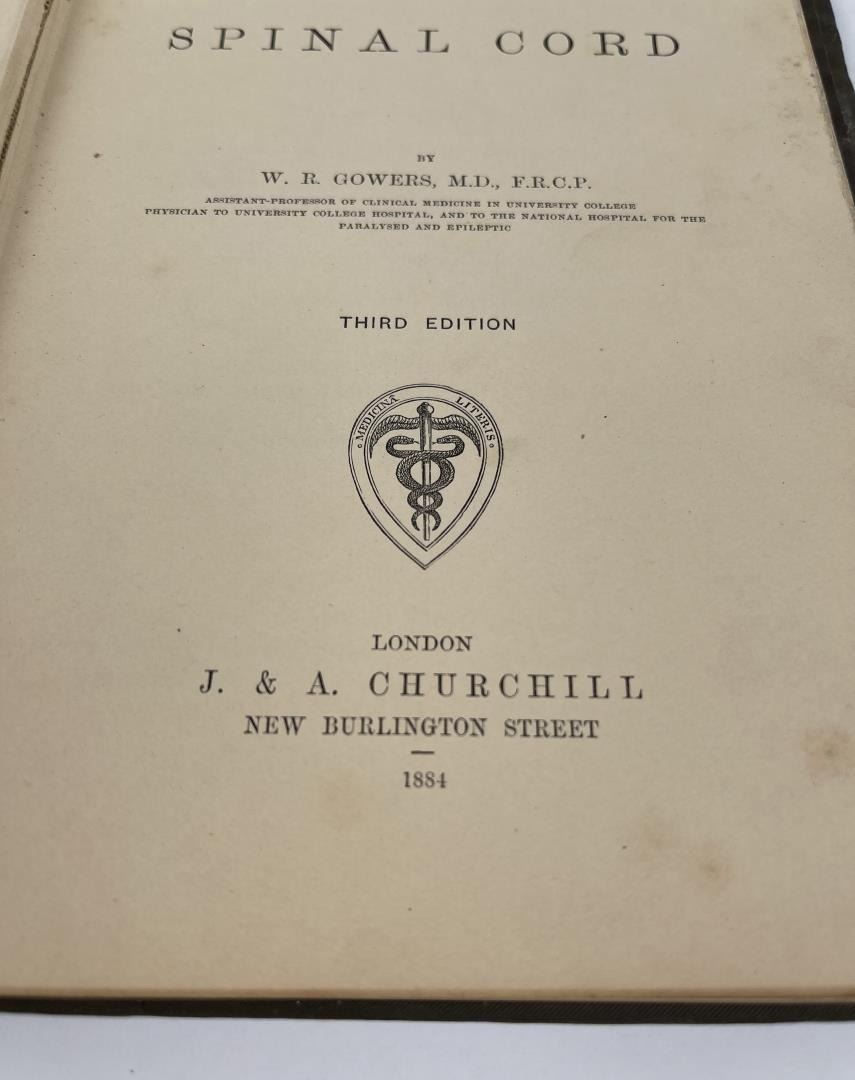 SPINAL CORD
BY
W. R. GOWERS, M.D., F.R.C.P.
ASSISTANT-PROFESSOR OF CLINICAL MEDICINE IN UNIVERSITY COLLEGE
PHYSICIAN TO UNIVERSITY COLLEGE HOSPITAL, AND TO THE NATIONAL HOSPITAL FOR THE
PARALYSED AND EPILEPTIC
THIRD EDITION
MEDICINÆ LITERIS
LONDON
J. & A. CHURCHILL
NEW BURLINGTON STREET
1884